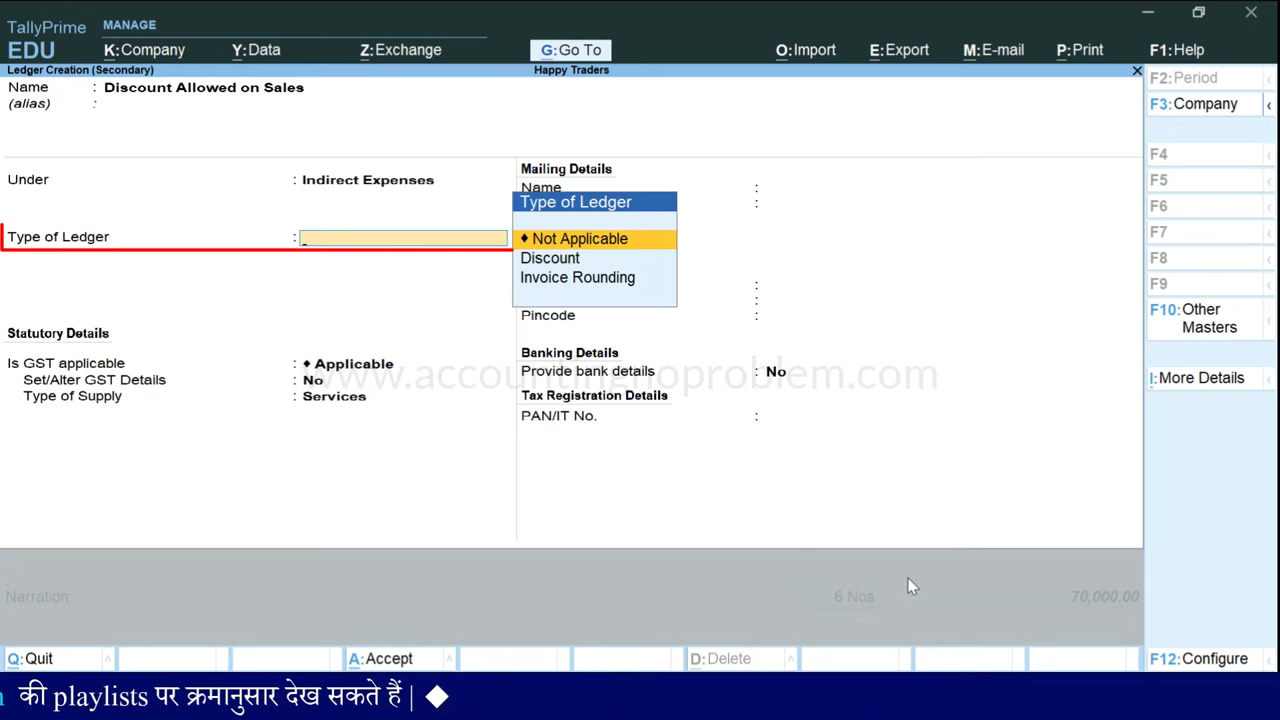 TallyPrime
MANAGE
EDU
K:Company
Y:Data
Z:Exchange
G:Go To
O:Import
E:Export
M:E-mail
P:Print
F1:Help
Ledger Creation (Secondary)
Happy Traders
Name : Discount Allowed on Sales
(alias) :
Under : Indirect Expenses
Type of Ledger :
Statutory Details
Is GST applicable : ♦ Applicable
Set/Alter GST Details : No
Type of Supply : Services
Mailing Details
Name :
:
Type of Ledger
♦ Not Applicable
Discount
Invoice Rounding
:
:
Pincode :
Banking Details
Provide bank details : No
Tax Registration Details
PAN/IT No. :
www.accountingnoproblem.com
Narration:
6 Nos
70,000.00
F2:Period
F3:Company
F4
F5
F6
F7
F8
F9
F10:Other
Masters
I:More Details
Q:Quit
A:Accept
D:Delete
F12:Configure
की playlists पर क्रमानुसार देख सकते हैं | ◆